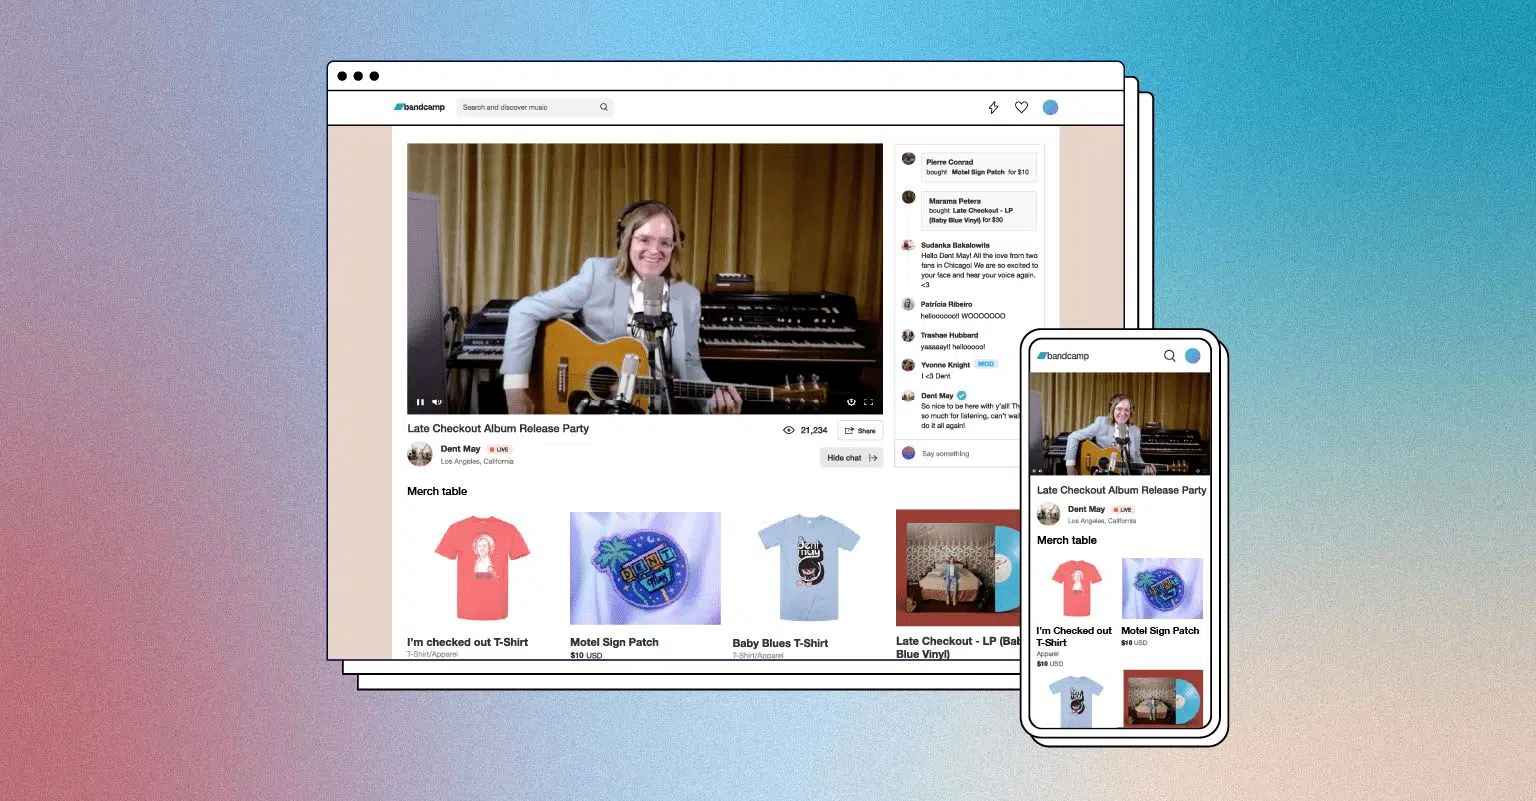 bandcamp
Search and discover music
Pierre Conrad
bought Motel Sign Patch for $10
Marama Petera
bought Late Checkout - LP
(Baby Blue Vinyl) for $30
Sudanka Bakalowits
Hello Dent May! All the love from two
fans in Chicago! We are so excited to
your face and hear your voice again.
<3
Patrícia Ribeiro
helloooooo!! WOOOOOOO
Trashae Hubbard
yaaaaay!! hellooooo!
Yvonne Knight MOD
I <3 Dent
Dent May
So nice to be here with y'all! Th
so much for listening, can't wai
do it all again!
Say something
Late Checkout Album Release Party
21,234
Share
Dent May
LIVE
Los Angeles, California
Hide chat
Merch table
DENT
May
dent
may
I'm checked out T-Shirt
T-Shirt/Apparel
Motel Sign Patch
$10 USD
Baby Blues T-Shirt
T-Shirt/Apparel
Late Checkout - LP (Bab
Blue Vinyl)
bandcamp
Late Checkout Album Release Party
Dent May
LIVE
Los Angeles, California
Merch table
DENT
May
I'm Checked out
T-Shirt
Apparel
$10 USD
Motel Sign Patch
$10 USD